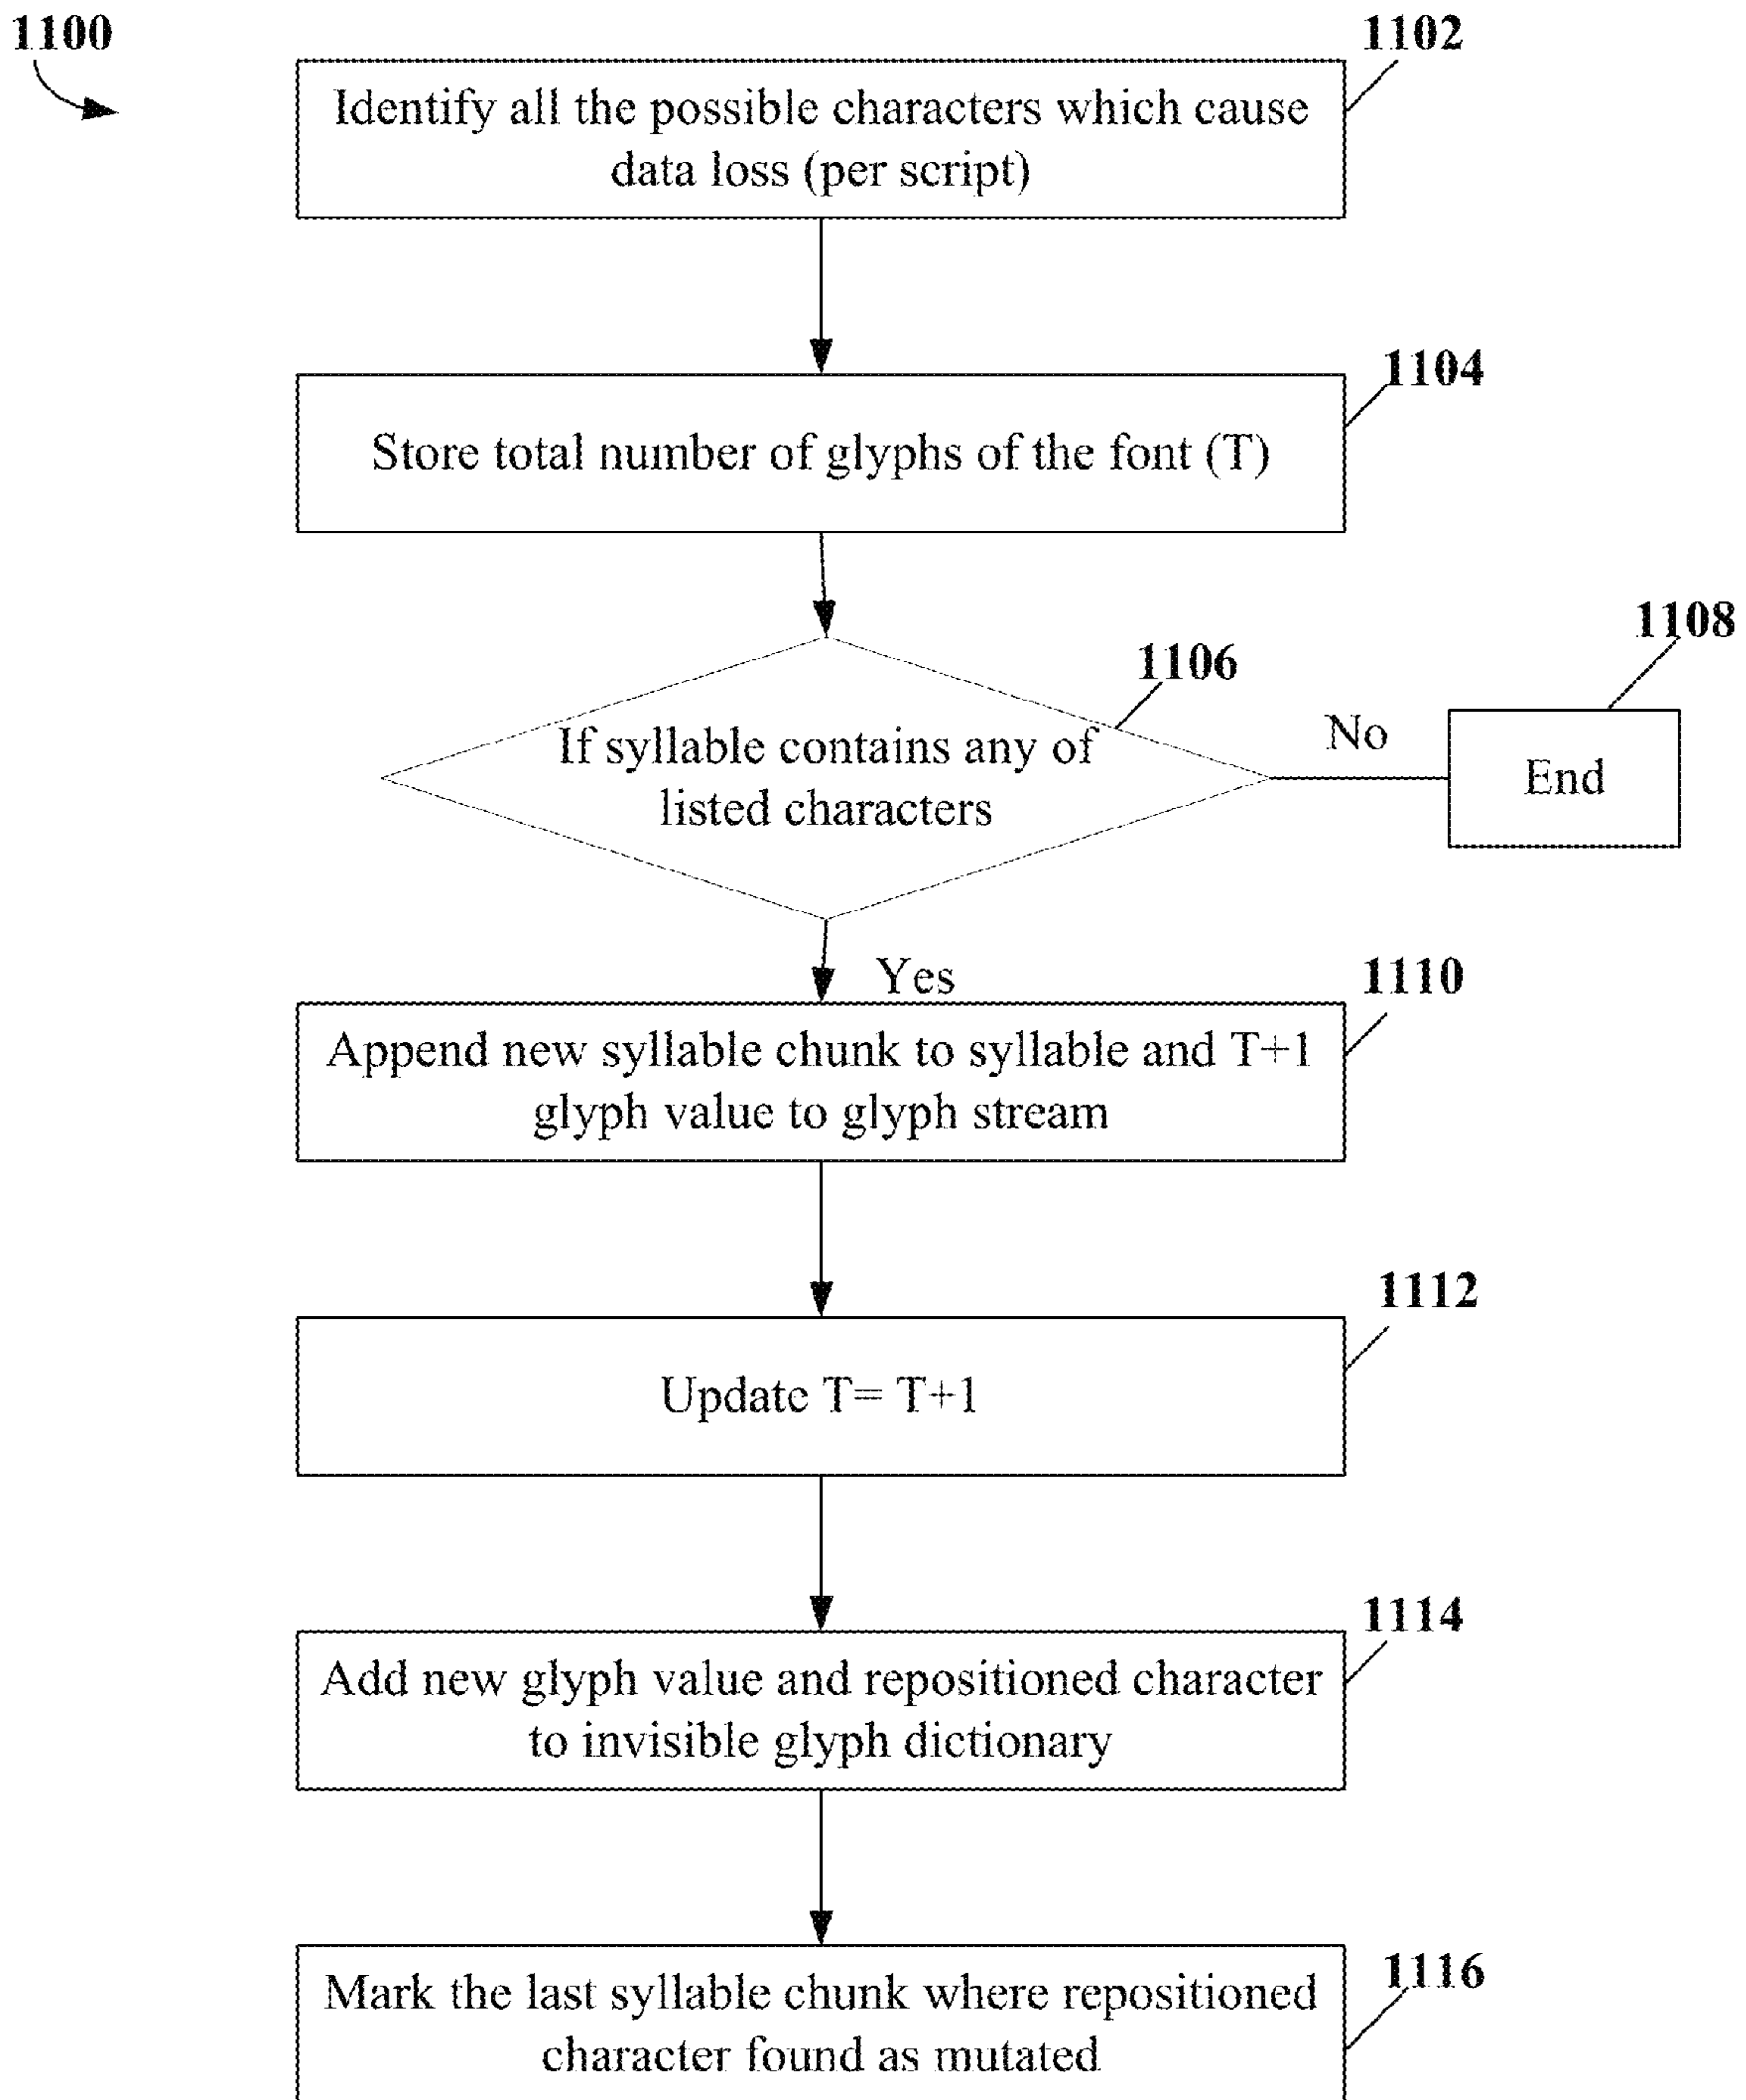 1100
1102
Identify all the possible characters which cause
data loss (per script)
1104
Store total number of glyphs of the font (T)
1106
If syllable contains any of
listed characters
No
1108
End
Yes
1110
Append new syllable chunk to syllable and T+1
glyph value to glyph stream
1112
Update T= T+1
1114
Add new glyph value and repositioned character
to invisible glyph dictionary
1116
Mark the last syllable chunk where repositioned
character found as mutated